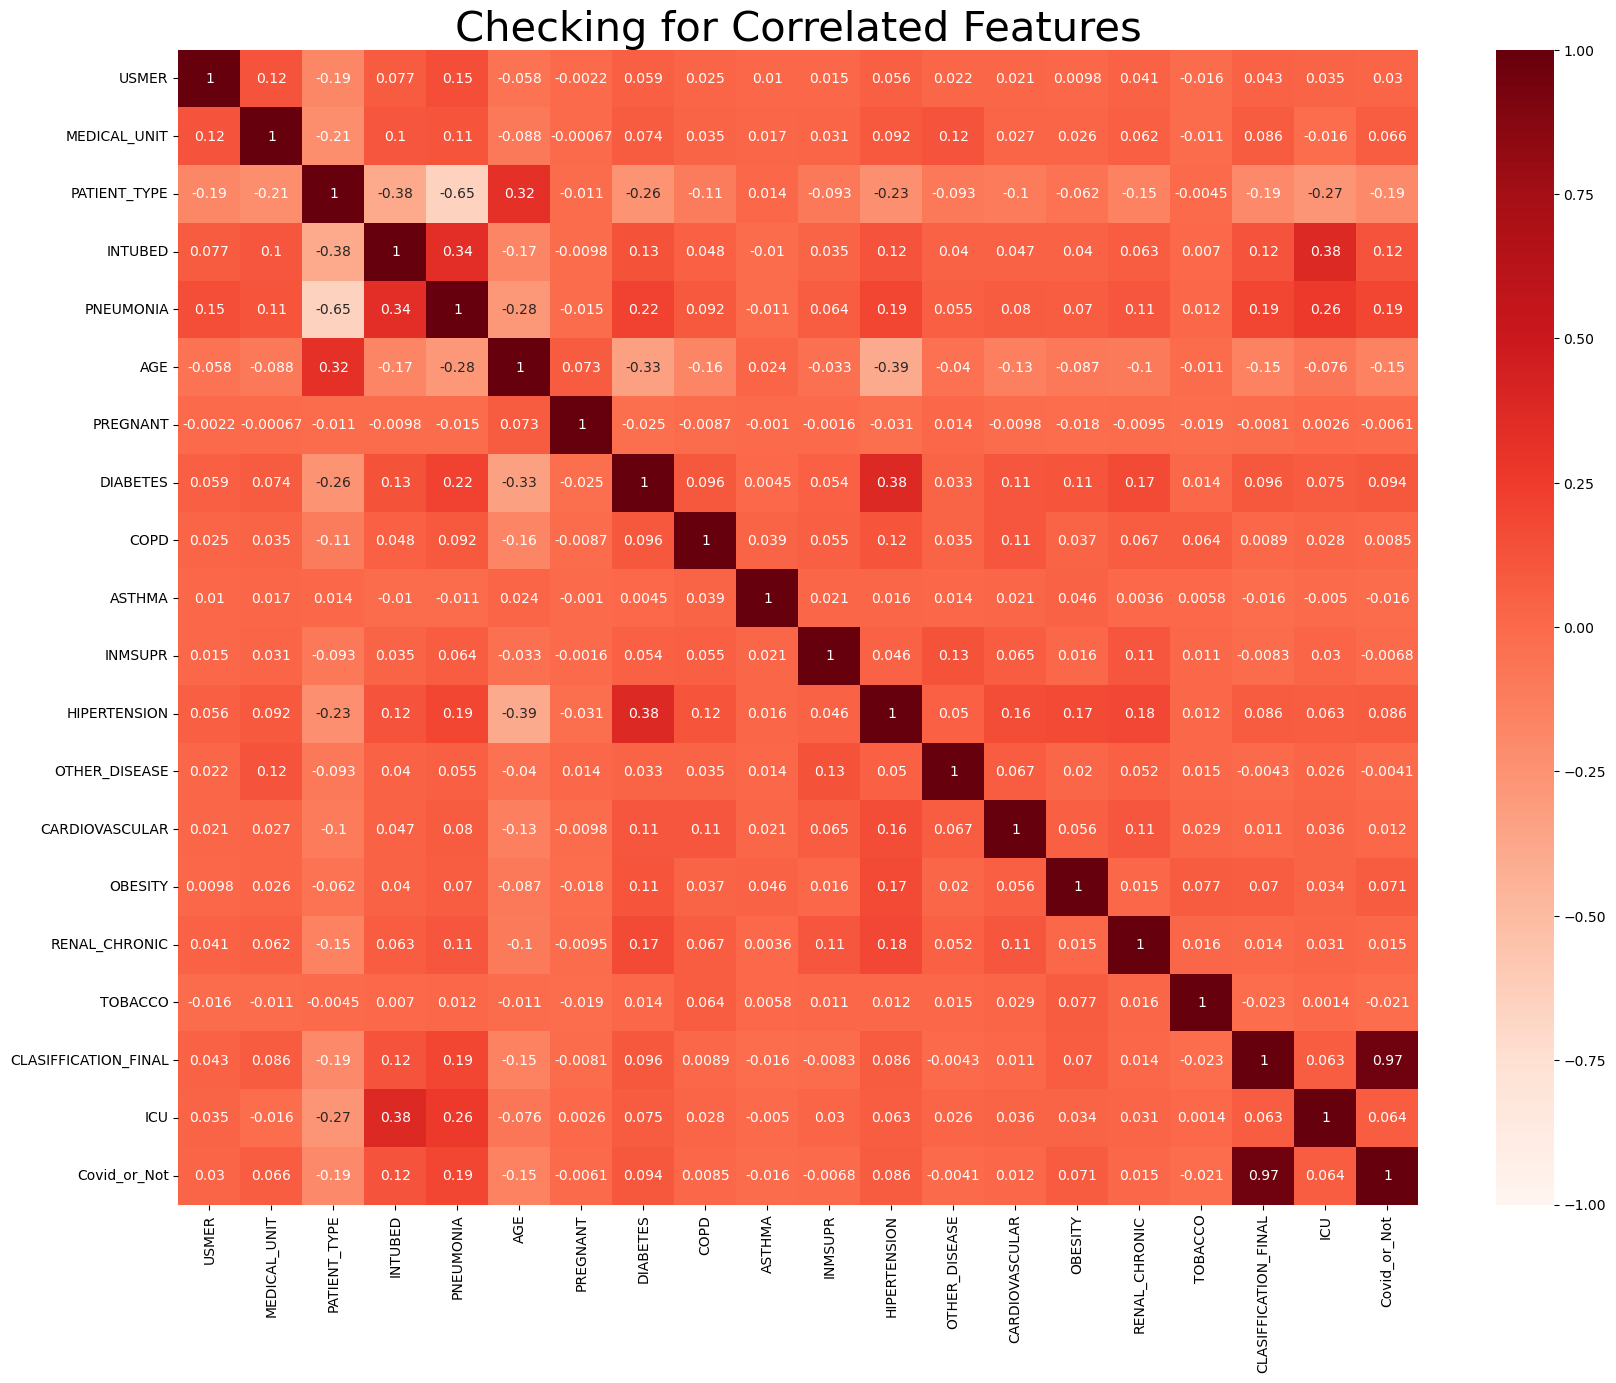 Checking for Correlated Features
USMER 1 0.12 -0.19 0.077 0.15 -0.058 -0.0022 0.059 0.025 0.01 0.015 0.056 0.022 0.021 0.0098 0.041 -0.016 0.043 0.035 0.03
MEDICAL_UNIT 0.12 1 -0.21 0.1 0.11 -0.088 -0.00067 0.074 0.035 0.017 0.031 0.092 0.12 0.027 0.026 0.062 -0.011 0.086 -0.016 0.066
PATIENT_TYPE -0.19 -0.21 1 -0.38 -0.65 0.32 -0.011 -0.26 -0.11 0.014 -0.093 -0.23 -0.093 -0.1 -0.062 -0.15 -0.0045 -0.19 -0.27 -0.19
INTUBED 0.077 0.1 -0.38 1 0.34 -0.17 -0.0098 0.13 0.048 -0.01 0.035 0.12 0.04 0.047 0.04 0.063 0.007 0.12 0.38 0.12
PNEUMONIA 0.15 0.11 -0.65 0.34 1 -0.28 -0.015 0.22 0.092 -0.011 0.064 0.19 0.055 0.08 0.07 0.11 0.012 0.19 0.26 0.19
AGE -0.058 -0.088 0.32 -0.17 -0.28 1 0.073 -0.33 -0.16 0.024 -0.033 -0.39 -0.04 -0.13 -0.087 -0.1 -0.011 -0.15 -0.076 -0.15
PREGNANT -0.0022 -0.00067 -0.011 -0.0098 -0.015 0.073 1 -0.025 -0.0087 -0.001 -0.0016 -0.031 0.014 -0.0098 -0.018 -0.0095 -0.019 -0.0081 0.0026 -0.0061
DIABETES 0.059 0.074 -0.26 0.13 0.22 -0.33 -0.025 1 0.096 0.0045 0.054 0.38 0.033 0.11 0.11 0.17 0.014 0.096 0.075 0.094
COPD 0.025 0.035 -0.11 0.048 0.092 -0.16 -0.0087 0.096 1 0.039 0.055 0.12 0.035 0.11 0.037 0.067 0.064 0.0089 0.028 0.0085
ASTHMA 0.01 0.017 0.014 -0.01 -0.011 0.024 -0.001 0.0045 0.039 1 0.021 0.016 0.014 0.021 0.046 0.0036 0.0058 -0.016 -0.005 -0.016
INMSUPR 0.015 0.031 -0.093 0.035 0.064 -0.033 -0.0016 0.054 0.055 0.021 1 0.046 0.13 0.065 0.016 0.11 0.011 -0.0083 0.03 -0.0068
HIPERTENSION 0.056 0.092 -0.23 0.12 0.19 -0.39 -0.031 0.38 0.12 0.016 0.046 1 0.05 0.16 0.17 0.18 0.012 0.086 0.063 0.086
OTHER_DISEASE 0.022 0.12 -0.093 0.04 0.055 -0.04 0.014 0.033 0.035 0.014 0.13 0.05 1 0.067 0.02 0.052 0.015 -0.0043 0.026 -0.0041
CARDIOVASCULAR 0.021 0.027 -0.1 0.047 0.08 -0.13 -0.0098 0.11 0.11 0.021 0.065 0.16 0.067 1 0.056 0.11 0.029 0.011 0.036 0.012
OBESITY 0.0098 0.026 -0.062 0.04 0.07 -0.087 -0.018 0.11 0.037 0.046 0.016 0.17 0.02 0.056 1 0.015 0.077 0.07 0.034 0.071
RENAL_CHRONIC 0.041 0.062 -0.15 0.063 0.11 -0.1 -0.0095 0.17 0.067 0.0036 0.11 0.18 0.052 0.11 0.015 1 0.016 0.014 0.031 0.015
TOBACCO -0.016 -0.011 -0.0045 0.007 0.012 -0.011 -0.019 0.014 0.064 0.0058 0.011 0.012 0.015 0.029 0.077 0.016 1 -0.023 0.0014 -0.021
CLASIFFICATION_FINAL 0.043 0.086 -0.19 0.12 0.19 -0.15 -0.0081 0.096 0.0089 -0.016 -0.0083 0.086 -0.0043 0.011 0.07 0.014 -0.023 1 0.063 0.97
ICU 0.035 -0.016 -0.27 0.38 0.26 -0.076 0.0026 0.075 0.028 -0.005 0.03 0.063 0.026 0.036 0.034 0.031 0.0014 0.063 1 0.064
Covid_or_Not 0.03 0.066 -0.19 0.12 0.19 -0.15 -0.0061 0.094 0.0085 -0.016 -0.0068 0.086 -0.0041 0.012 0.071 0.015 -0.021 0.97 0.064 1
USMER
MEDICAL_UNIT
PATIENT_TYPE
INTUBED
PNEUMONIA
AGE
PREGNANT
DIABETES
COPD
ASTHMA
INMSUPR
HIPERTENSION
OTHER_DISEASE
CARDIOVASCULAR
OBESITY
RENAL_CHRONIC
TOBACCO
CLASIFFICATION_FINAL
ICU
Covid_or_Not
1.00
0.75
0.50
0.25
0.00
−0.25
−0.50
−0.75
−1.00